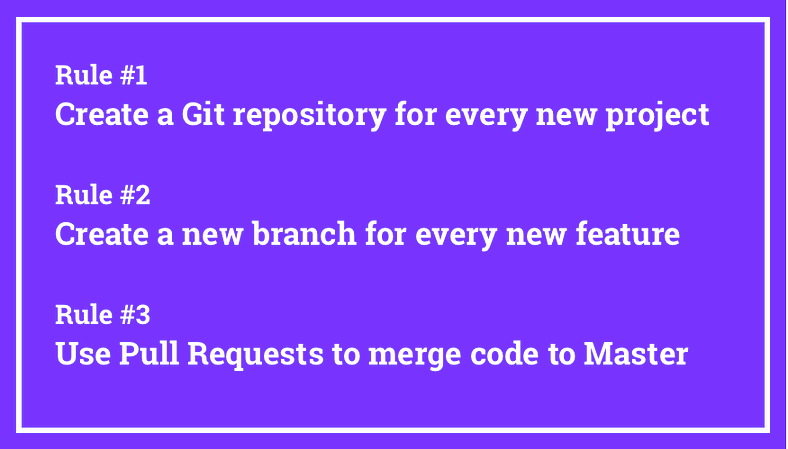 Rule #1
Create a Git repository for every new project
Rule #2
Create a new branch for every new feature
Rule #3
Use Pull Requests to merge code to Master